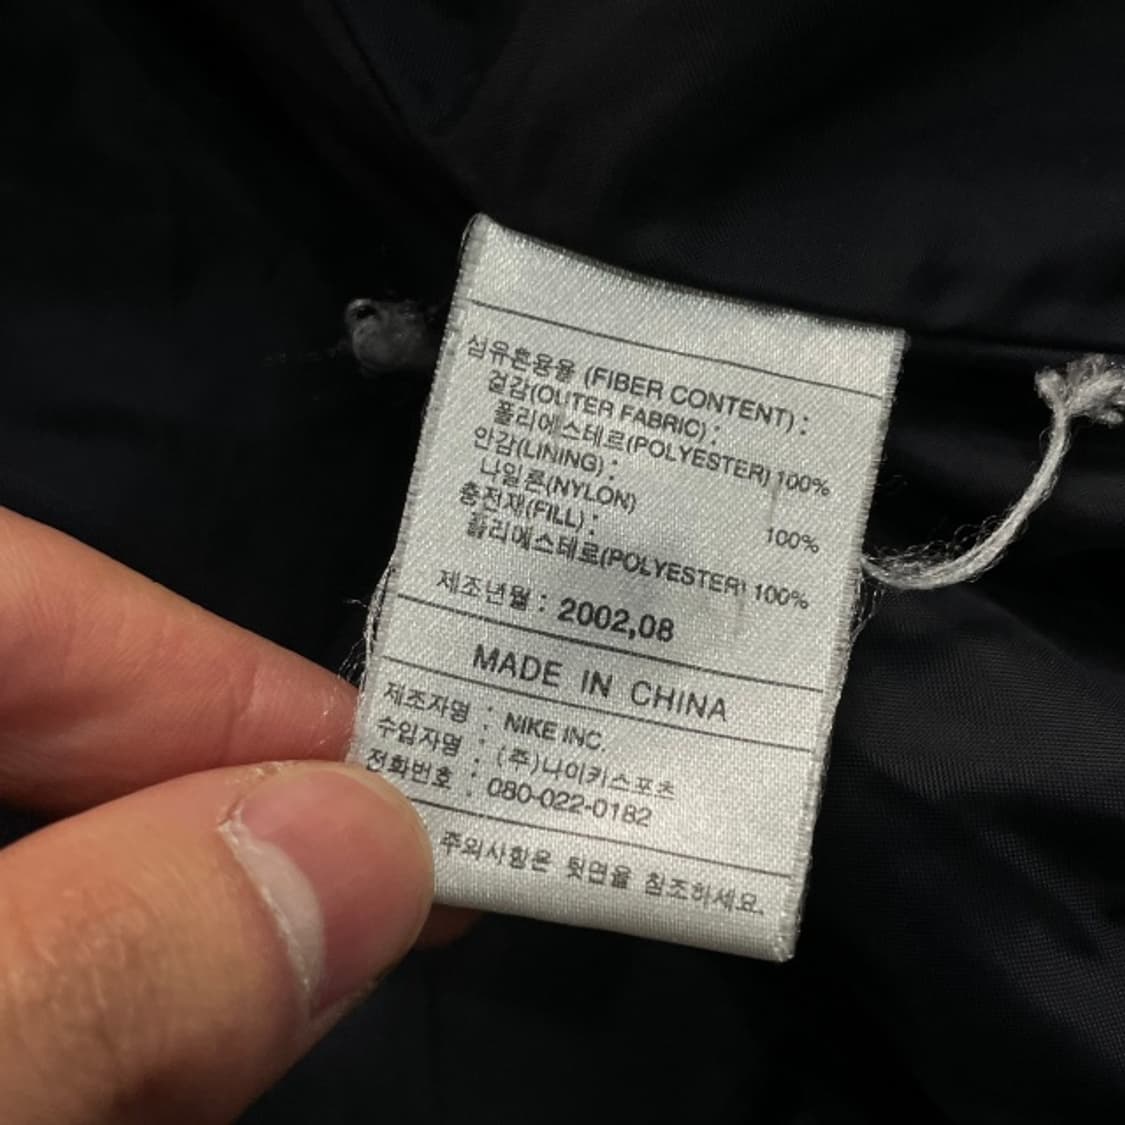 섬유혼용율 (FIBER CONTENT) :
겉감(OUTER FABRIC) :
폴리에스테르(POLYESTER) 100%
안감(LINING) :
나일론(NYLON) 100%
충전재(FILL) :
폴리에스테르(POLYESTER) 100%
제조년월 : 2002,08
MADE IN CHINA
제조자명 : NIKE INC.
수입자명 : (주)나이키스포츠
전화번호 : 080-022-0182
주의사항은 뒷면을 참조하세요.